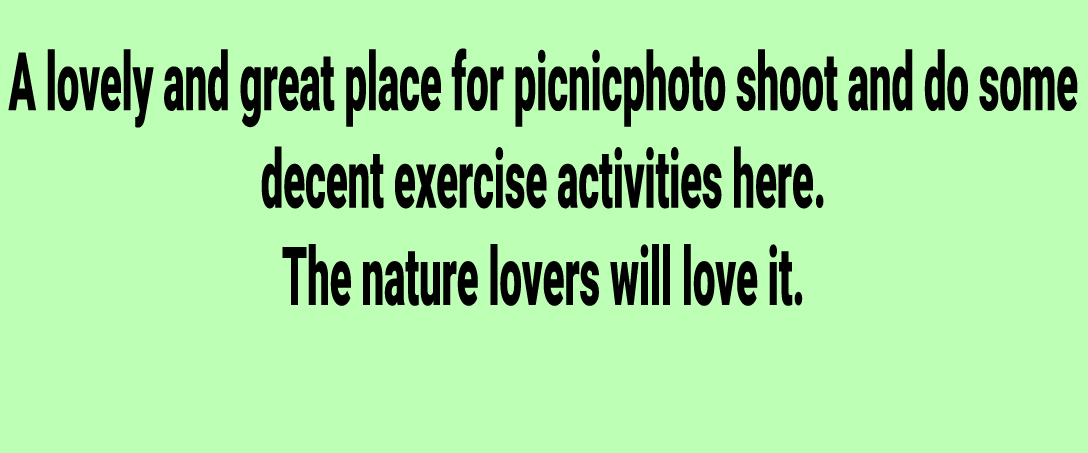 A lovely and great place for picnicphoto shoot and do some
decent exercise activities here.
The nature lovers will love it.